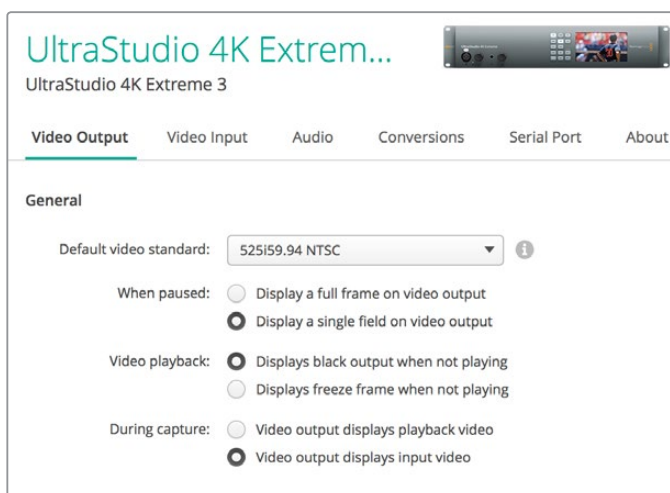 UltraStudio 4K Extrem...
UltraStudio 4K Extreme 3
Video Output Video Input Audio Conversions Serial Port About
General
Default video standard: 525i59.94 NTSC
When paused: Display a full frame on video output
Display a single field on video output
Video playback: Displays black output when not playing
Displays freeze frame when not playing
During capture: Video output displays playback video
Video output displays input video